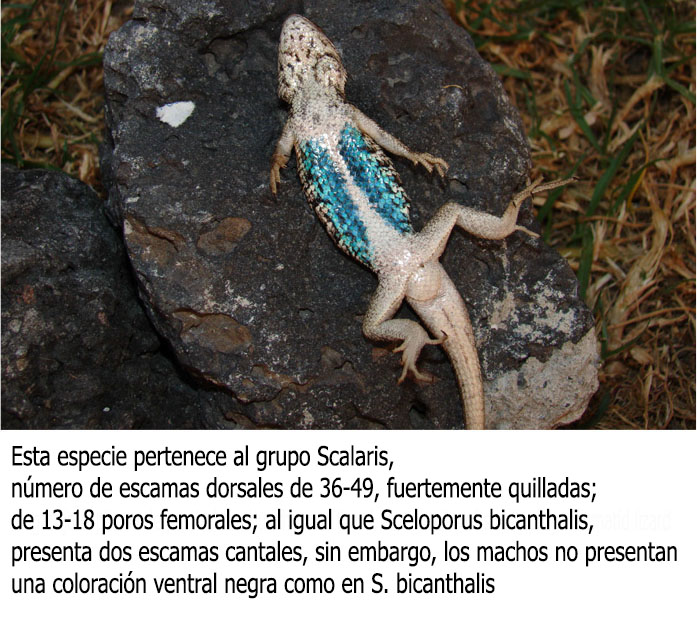 Esta especie pertenece al grupo Scalaris,
número de escamas dorsales de 36-49, fuertemente quilladas;
de 13-18 poros femorales; al igual que Sceloporus bicanthalis,
presenta dos escamas cantales, sin embargo, los machos no presentan
una coloración ventral negra como en S. bicanthalis